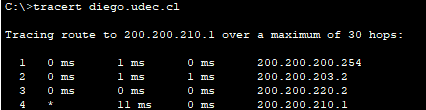 C:\>tracert diego.udec.cl
Tracing route to 200.200.210.1 over a maximum of 30 hops:
1 0 ms 1 ms 0 ms 200.200.200.254
2 0 ms 1 ms 1 ms 200.200.203.2
3 0 ms 0 ms 0 ms 200.200.220.2
4 * 11 ms 0 ms 200.200.210.1